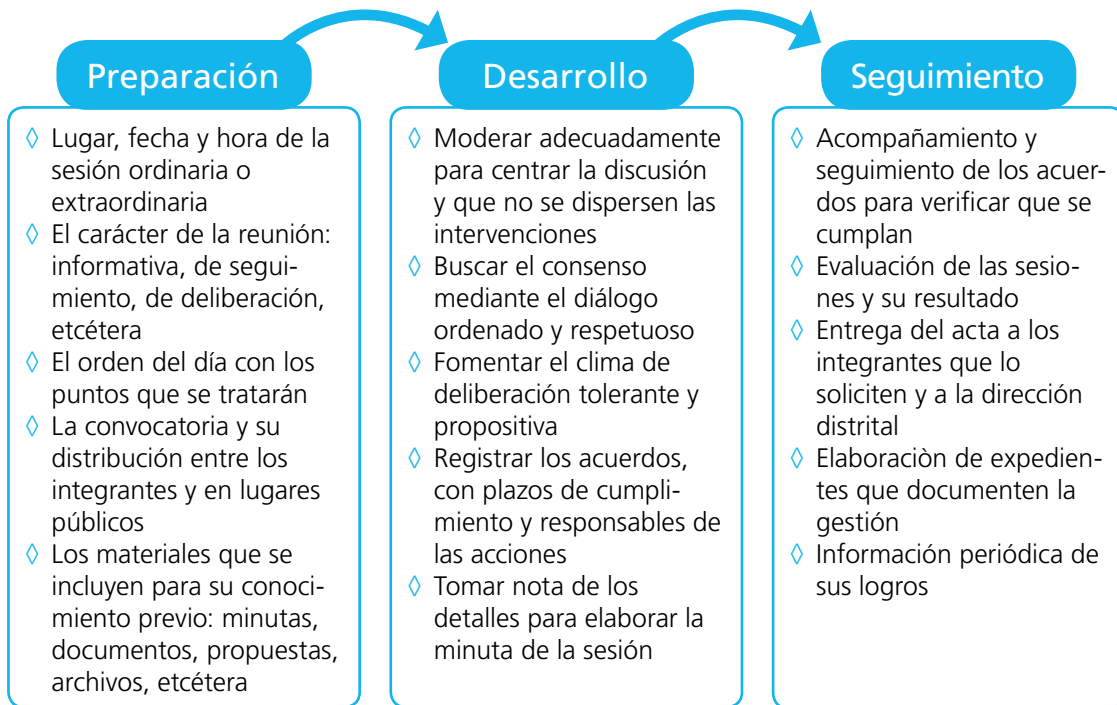 Preparación
◊ Lugar, fecha y hora de la
sesión ordinaria o
extraordinaria
◊ El carácter de la reunión:
informativa, de segui-
miento, de deliberación,
etcétera
◊ El orden del día con los
puntos que se tratarán
◊ La convocatoria y su
distribución entre los
integrantes y en lugares
públicos
◊ Los materiales que se
incluyen para su conoci-
miento previo: minutas,
documentos, propuestas,
archivos, etcétera
Desarrollo
◊ Moderar adecuadamente
para centrar la discusión
y que no se dispersen las
intervenciones
◊ Buscar el consenso
mediante el diálogo
ordenado y respetuoso
◊ Fomentar el clima de
deliberación tolerante y
propositiva
◊ Registrar los acuerdos,
con plazos de cumpli-
miento y responsables de
las acciones
◊ Tomar nota de los
detalles para elaborar la
minuta de la sesión
Seguimiento
◊ Acompañamiento y
seguimiento de los acuer-
dos para verificar que se
cumplan
◊ Evaluación de las sesio-
nes y su resultado
◊ Entrega del acta a los
integrantes que lo
soliciten y a la dirección
distrital
◊ Elaboraciòn de expedien-
tes que documenten la
gestión
◊ Información periódica de
sus logros